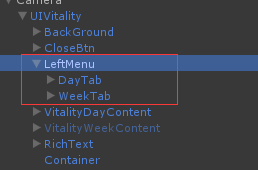 Camera
UIVitality
BackGround
CloseBtn
LeftMenu
DayTab
WeekTab
VitalityDayContent
VitalityWeekContent
RichText
Container